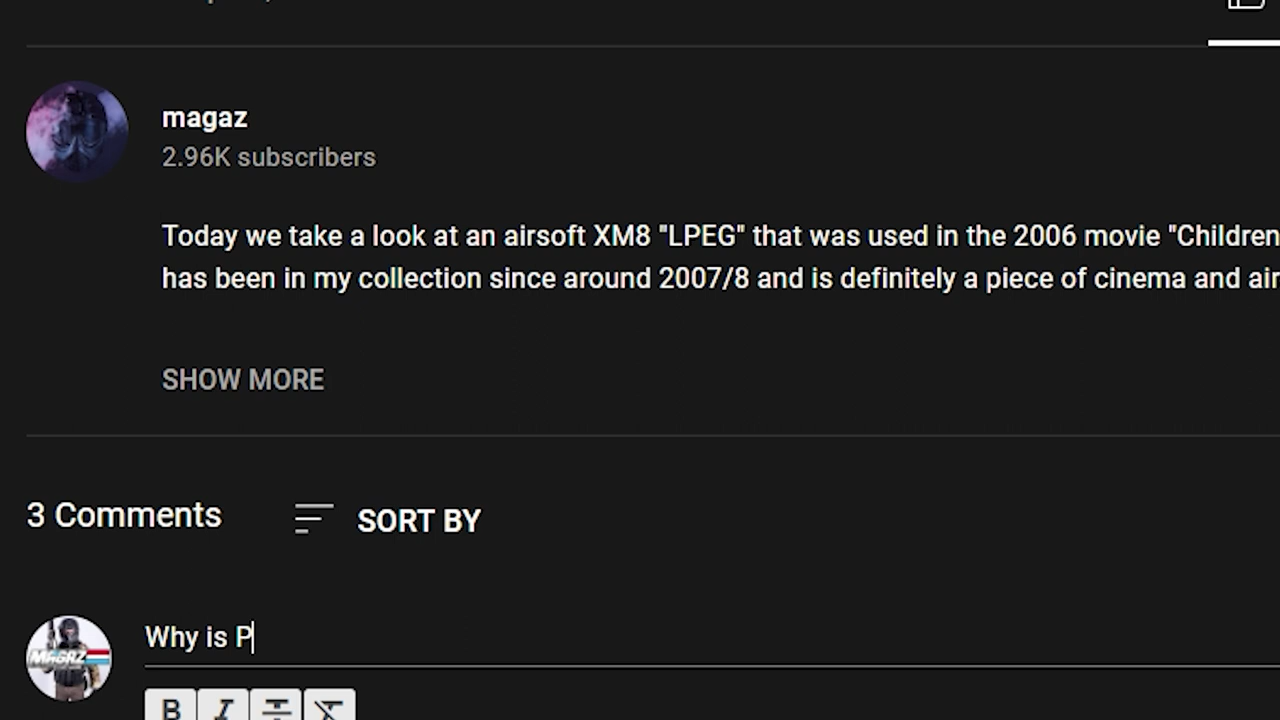 magaz
2.96K subscribers
Today we take a look at an airsoft XM8 "LPEG" that was used in the 2006 movie "Children
has been in my collection since around 2007/8 and is definitely a piece of cinema and air
SHOW MORE
3 Comments SORT BY
MAGAZ
Why is P
B I T T